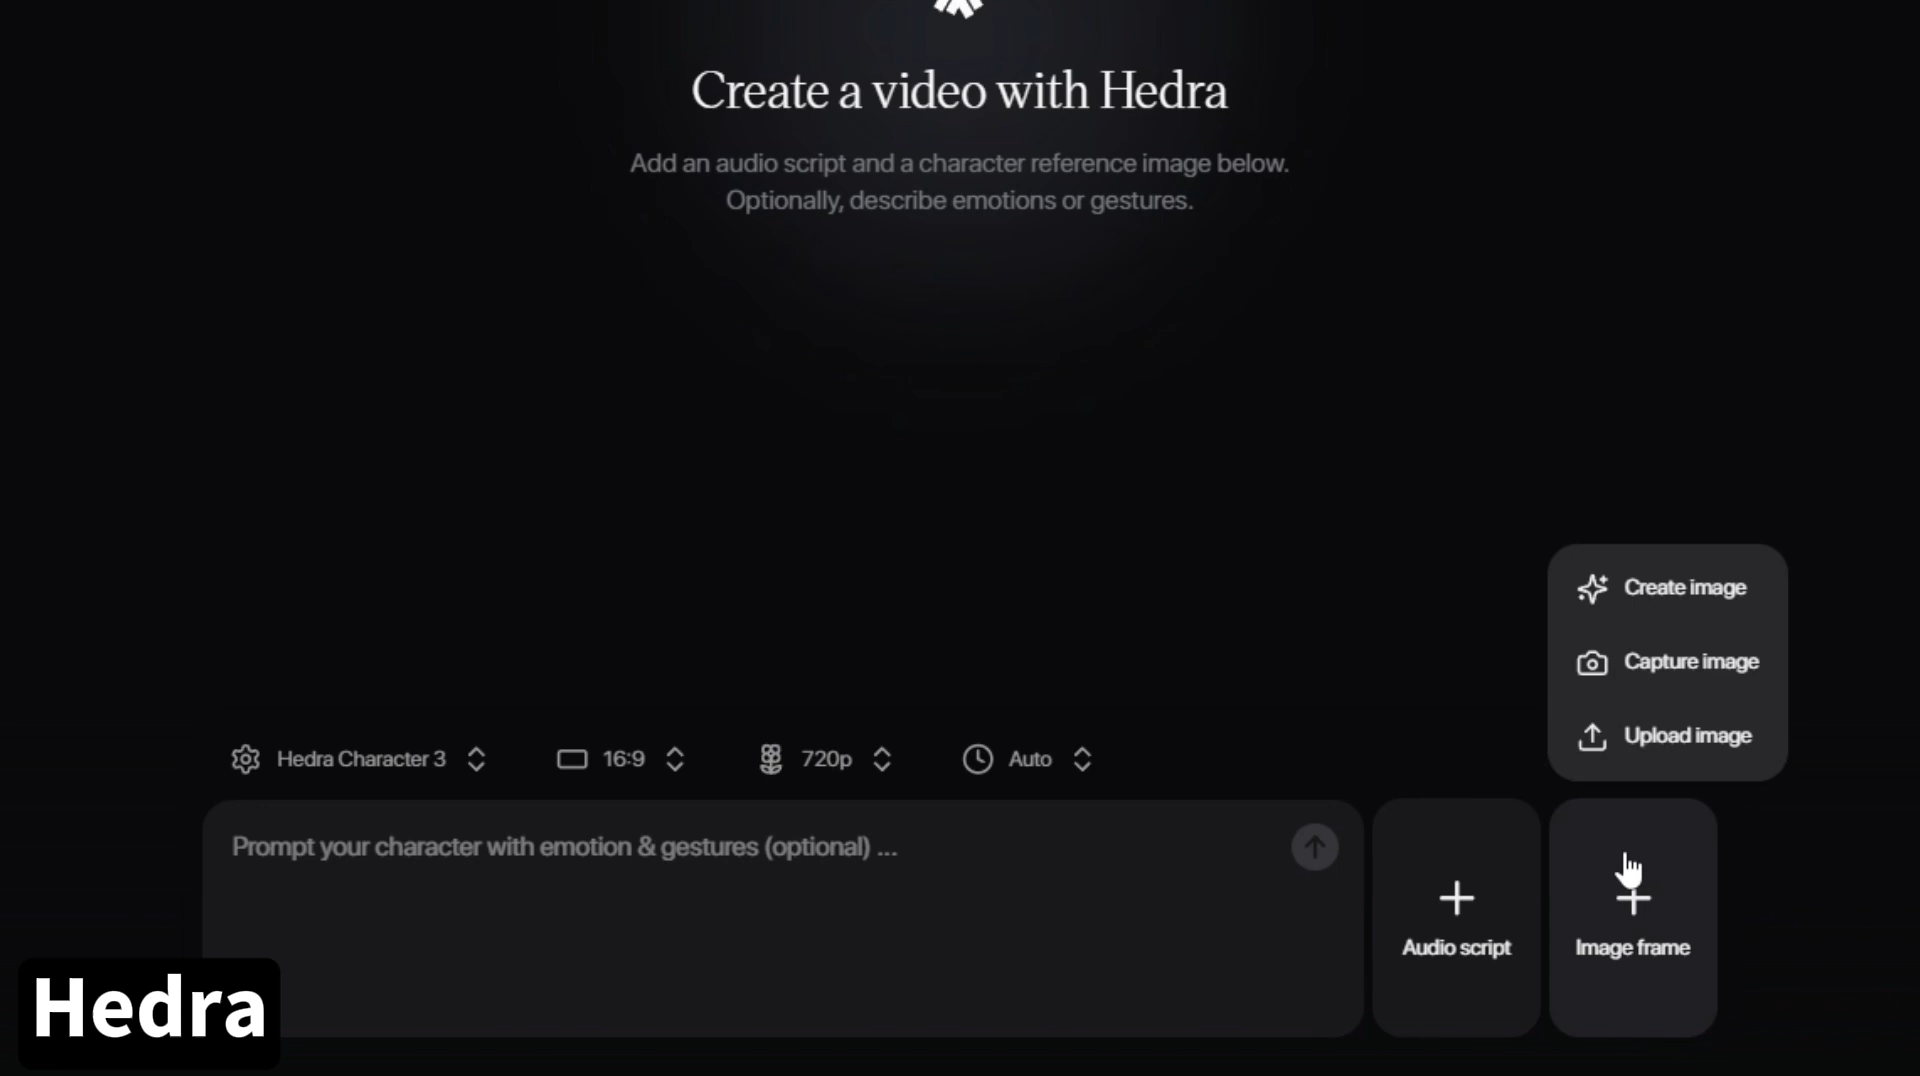 Create a video with Hedra
Add an audio script and a character reference image below.
Optionally, describe emotions or gestures.
Create image
Capture image
Upload image
Hedra Character 3
16:9
720p
Auto
Prompt your character with emotion & gestures (optional) ...
Audio script
Image frame
Hedra